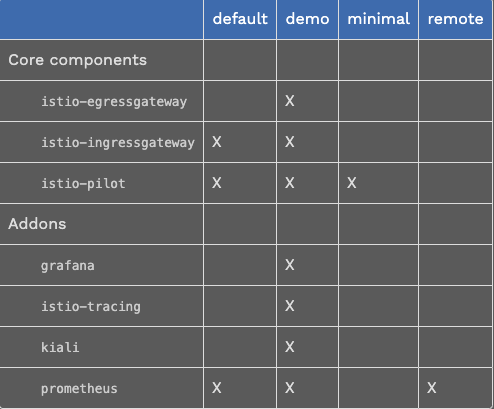 default demo minimal remote
Core components
istio-egressgateway X
istio-ingressgateway X X
istio-pilot X X X
Addons
grafana X
istio-tracing X
kiali X
prometheus X X X